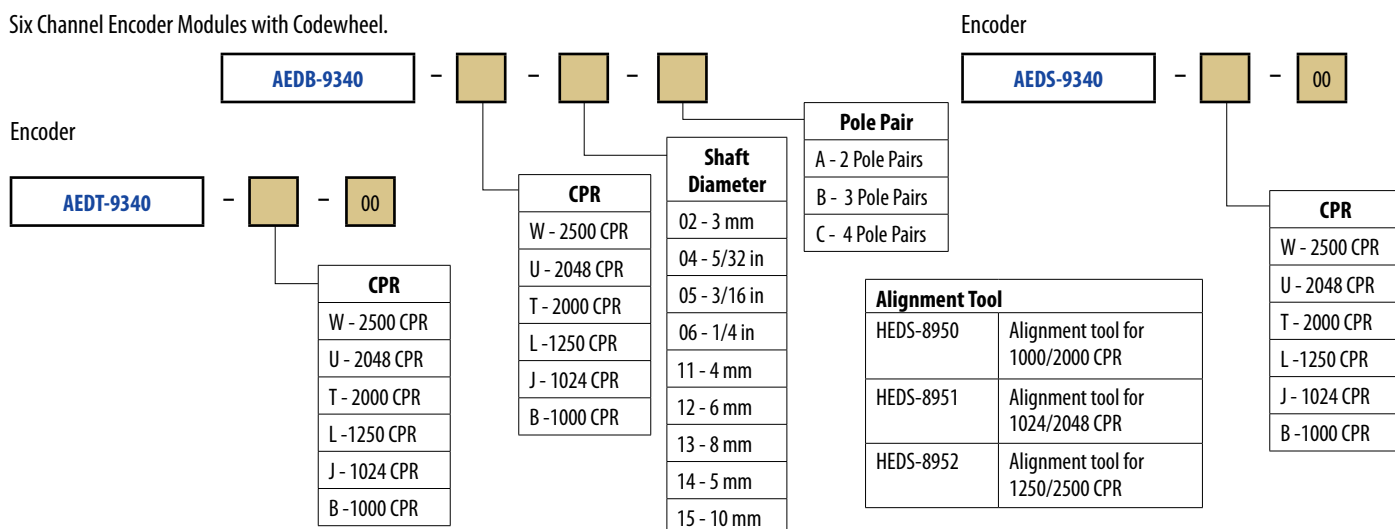 Six Channel Encoder Modules with Codewheel.
AEDB-9340 - - -
Pole Pair
A - 2 Pole Pairs
B - 3 Pole Pairs
C - 4 Pole Pairs
Shaft
Diameter
02 - 3 mm
04 - 5/32 in
05 - 3/16 in
06 - 1/4 in
11 - 4 mm
12 - 6 mm
13 - 8 mm
14 - 5 mm
15 - 10 mm
CPR
W - 2500 CPR
U - 2048 CPR
T - 2000 CPR
L -1250 CPR
J - 1024 CPR
B -1000 CPR
Encoder
AEDT-9340 - - 00
CPR
W - 2500 CPR
U - 2048 CPR
T - 2000 CPR
L -1250 CPR
J - 1024 CPR
B -1000 CPR
Encoder
AEDS-9340 - - 00
CPR
W - 2500 CPR
U - 2048 CPR
T - 2000 CPR
L -1250 CPR
J - 1024 CPR
B -1000 CPR
Alignment Tool
HEDS-8950 Alignment tool for
1000/2000 CPR
HEDS-8951 Alignment tool for
1024/2048 CPR
HEDS-8952 Alignment tool for
1250/2500 CPR